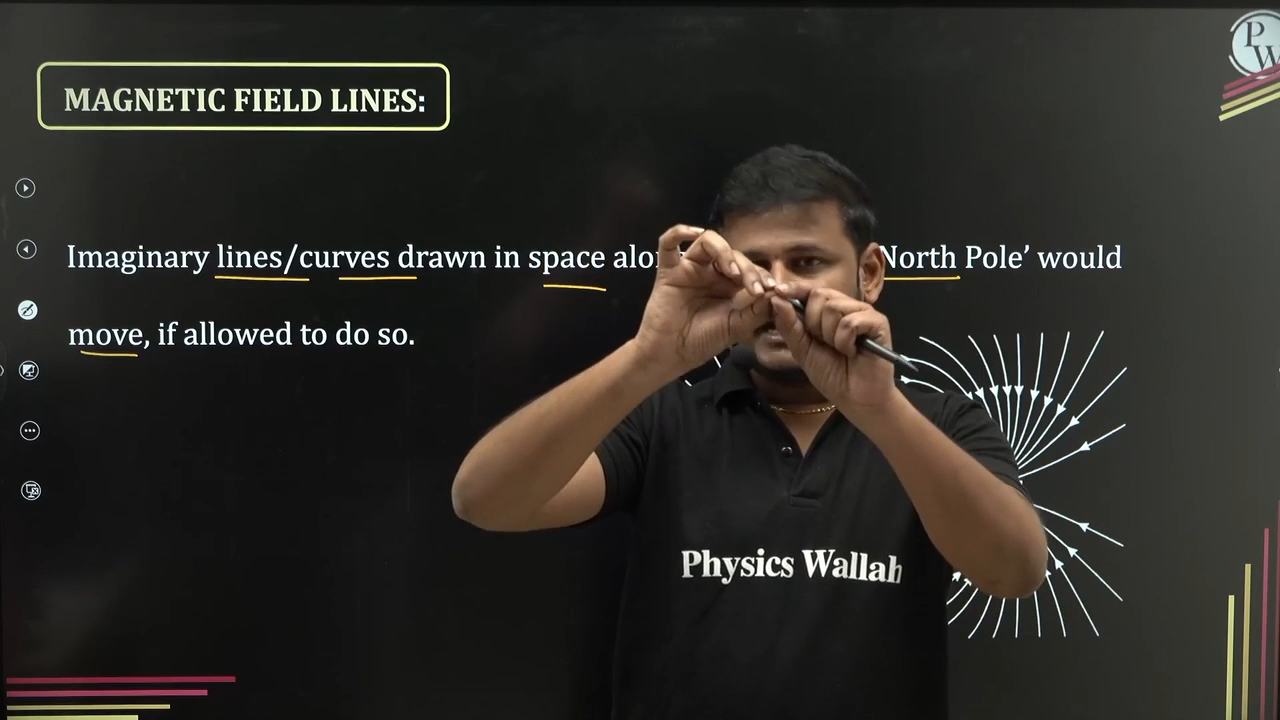 MAGNETIC FIELD LINES:
P
W
Imaginary lines/curves drawn in space North Pole’ would
move, if allowed to do so.
Physics Wallah